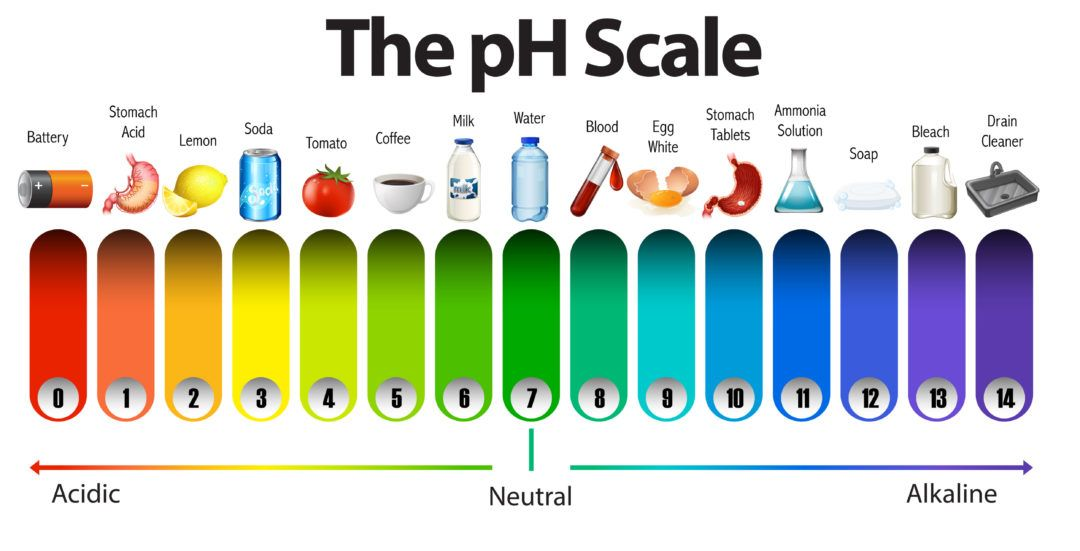 The pH Scale
Battery
Stomach
Acid
Lemon
Soda
Tomato
Coffee
Milk
Water
Blood
Egg
White
Stomach
Tablets
Ammonia
Solution
Soap
Bleach
Drain
Cleaner
+
−
Soda
milk
0 1 2 3 4 5 6 7 8 9 10 11 12 13 14
Acidic
Neutral
Alkaline